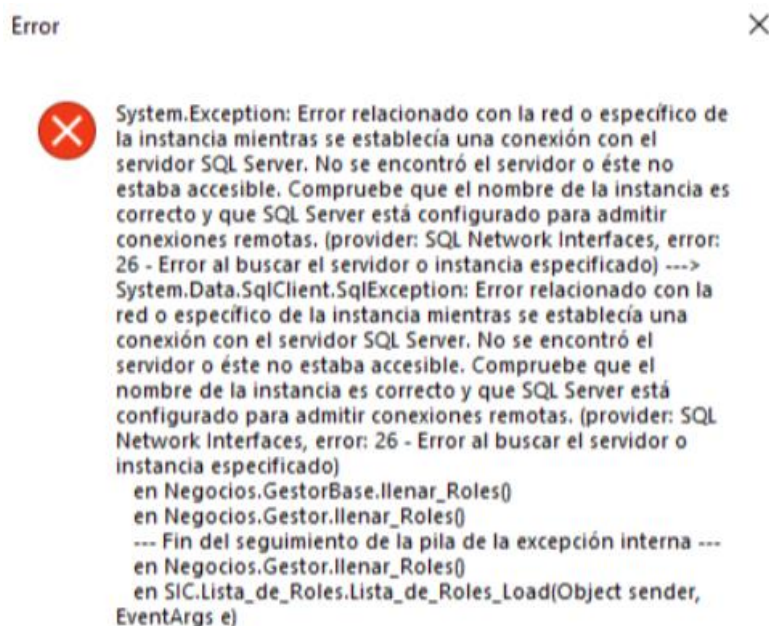 Error
System.Exception: Error relacionado con la red o específico de
la instancia mientras se establecía una conexión con el
servidor SQL Server. No se encontró el servidor o éste no
estaba accesible. Compruebe que el nombre de la instancia es
correcto y que SQL Server está configurado para admitir
conexiones remotas. (provider: SQL Network Interfaces, error:
26 - Error al buscar el servidor o instancia especificado) --->
System.Data.SqlClient.SqlException: Error relacionado con la
red o específico de la instancia mientras se establecía una
conexión con el servidor SQL Server. No se encontró el
servidor o éste no estaba accesible. Compruebe que el
nombre de la instancia es correcto y que SQL Server está
configurado para admitir conexiones remotas. (provider: SQL
Network Interfaces, error: 26 - Error al buscar el servidor o
instancia especificado)
en Negocios.GestorBase.llenar_Roles()
en Negocios.Gestor.llenar_Roles()
--- Fin del seguimiento de la pila de la excepción interna ---
en Negocios.Gestor.llenar_Roles()
en SIC.Lista_de_Roles.Lista_de_Roles_Load(Object sender,
EventArgs e)